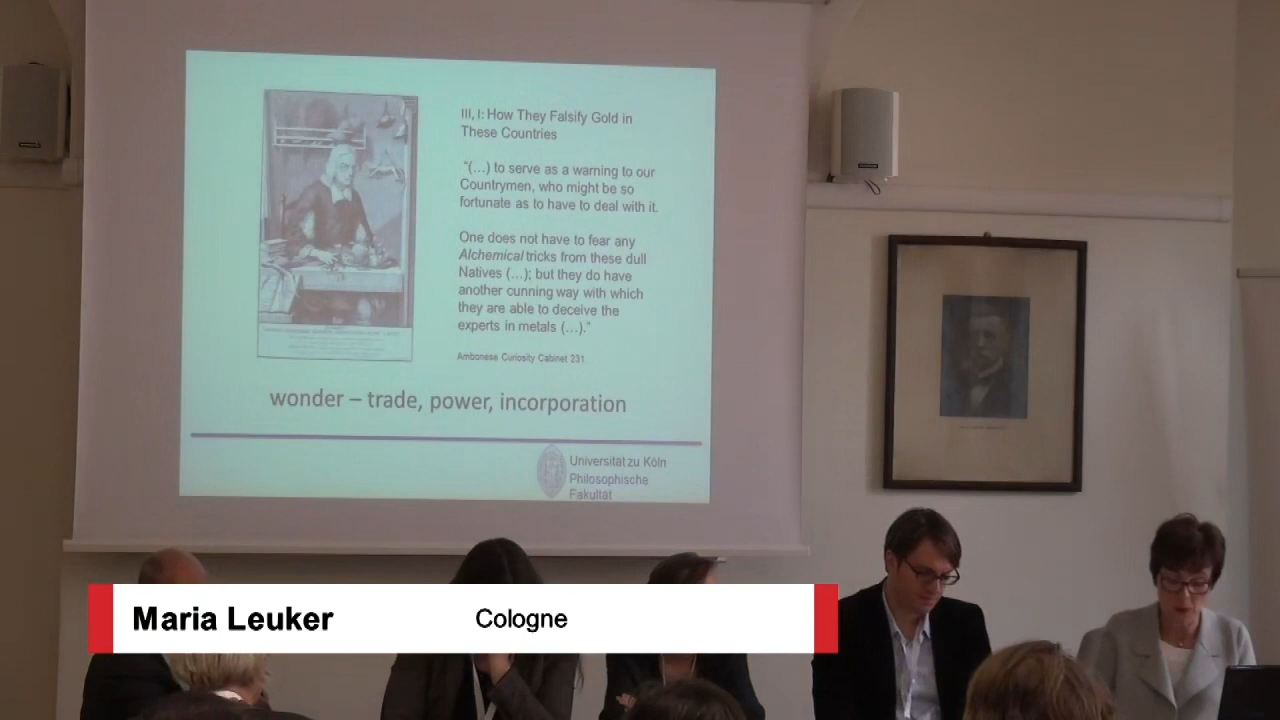 III, I: How They Falsify Gold in
These Countries
"(…) to serve as a warning to our
Countrymen, who might be so
fortunate as to have to deal with it.
One does not have to fear any
Alchemical tricks from these dull
Natives (…); but they do have
another cunning way with which
they are able to deceive the
experts in metals (…)."
Ambonese Curiosity Cabinet 231
wonder – trade, power, incorporation
Universität zu Köln
Philosophische
Fakultät
Maria Leuker
Cologne